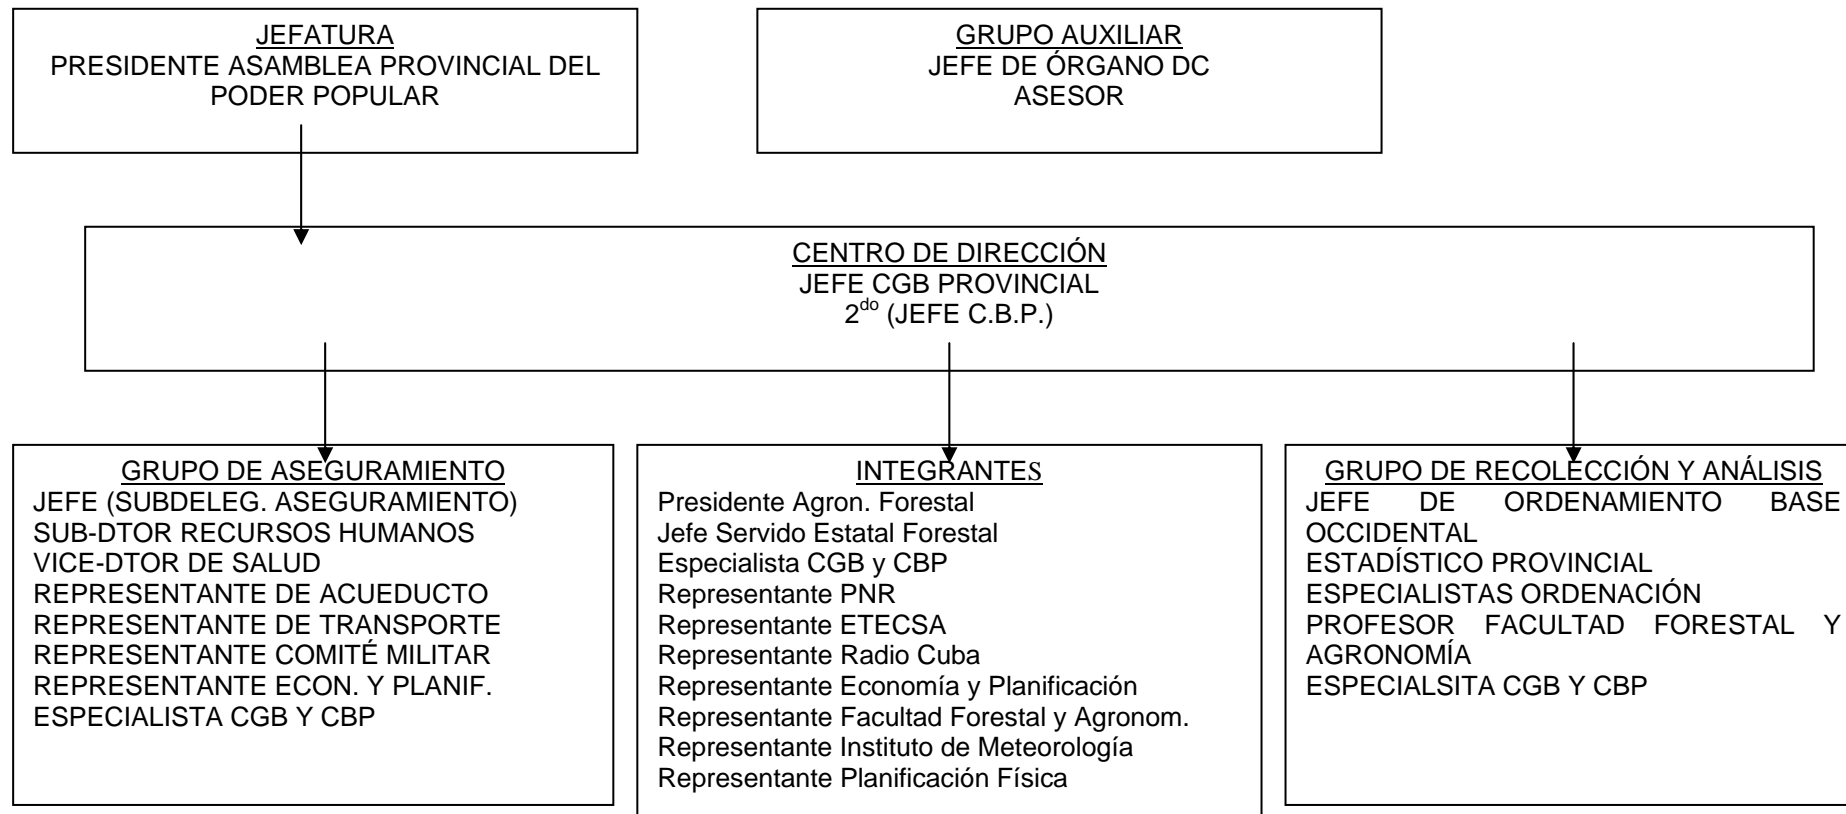 JEFATURA
PRESIDENTE ASAMBLEA PROVINCIAL DEL
PODER POPULAR
GRUPO AUXILIAR
JEFE DE ÓRGANO DC
ASESOR
CENTRO DE DIRECCIÓN
JEFE CGB PROVINCIAL
2do (JEFE C.B.P.)
GRUPO DE ASEGURAMIENTO
JEFE (SUBDELEG. ASEGURAMIENTO)
SUB-DTOR RECURSOS HUMANOS
VICE-DTOR DE SALUD
REPRESENTANTE DE ACUEDUCTO
REPRESENTANTE DE TRANSPORTE
REPRESENTANTE COMITÉ MILITAR
REPRESENTANTE ECON. Y PLANIF.
ESPECIALISTA CGB Y CBP
INTEGRANTES
Presidente Agron. Forestal
Jefe Servido Estatal Forestal
Especialista CGB y CBP
Representante PNR
Representante ETECSA
Representante Radio Cuba
Representante Economía y Planificación
Representante Facultad Forestal y Agronom.
Representante Instituto de Meteorología
Representante Planificación Física
GRUPO DE RECOLECCIÓN Y ANÁLISIS
JEFE DE ORDENAMIENTO BASE
OCCIDENTAL
ESTADÍSTICO PROVINCIAL
ESPECIALISTAS ORDENACIÓN
PROFESOR FACULTAD FORESTAL Y
AGRONOMÍA
ESPECIALSITA CGB Y CBP